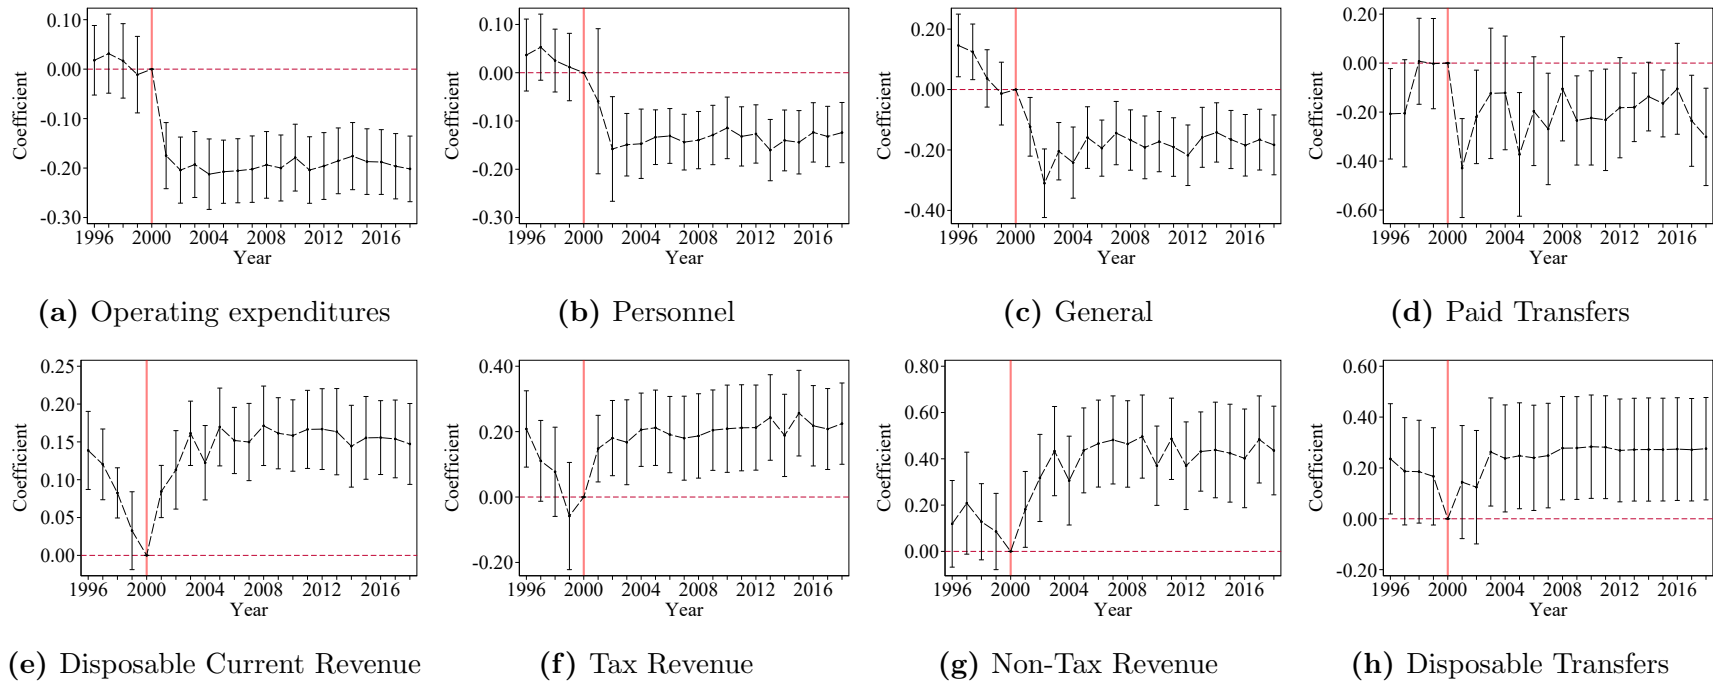 0.10
0.00
-0.10
-0.20
-0.30
Coefficient
1996 2000 2004 2008 2012 2016
Year
(a) Operating expenditures
0.10
0.00
-0.10
-0.20
-0.30
Coefficient
1996 2000 2004 2008 2012 2016
Year
(b) Personnel
0.20
0.00
-0.20
-0.40
Coefficient
1996 2000 2004 2008 2012 2016
Year
(c) General
0.20
0.00
-0.20
-0.40
-0.60
Coefficient
1996 2000 2004 2008 2012 2016
Year
(d) Paid Transfers
0.25
0.20
0.15
0.10
0.05
0.00
Coefficient
1996 2000 2004 2008 2012 2016
Year
(e) Disposable Current Revenue
0.40
0.20
0.00
-0.20
Coefficient
1996 2000 2004 2008 2012 2016
Year
(f) Tax Revenue
0.80
0.60
0.40
0.20
0.00
Coefficient
1996 2000 2004 2008 2012 2016
Year
(g) Non-Tax Revenue
0.60
0.40
0.20
0.00
-0.20
Coefficient
1996 2000 2004 2008 2012 2016
Year
(h) Disposable Transfers